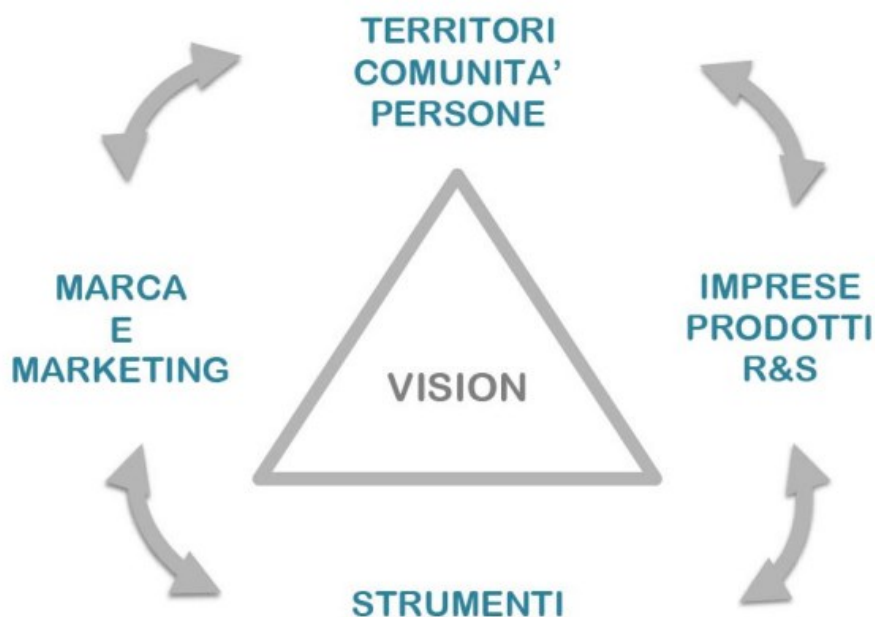 TERRITORI
COMUNITA’
PERSONE
MARCA
E
MARKETING
VISION
IMPRESE
PRODOTTI
R&S
STRUMENTI